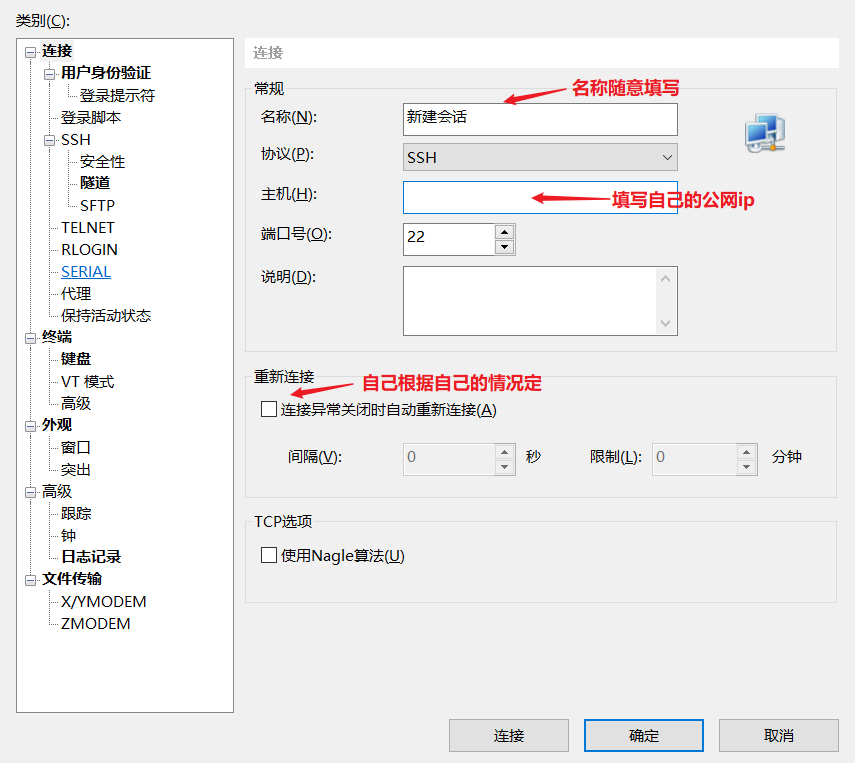 类别(C):
连接
用户身份验证
登录提示符
登录脚本
SSH
安全性
隧道
SFTP
TELNET
RLOGIN
SERIAL
代理
保持活动状态
终端
键盘
VT 模式
高级
外观
窗口
突出
高级
跟踪
钟
日志记录
文件传输
X/YMODEM
ZMODEM
连接
常规
名称随意填写
名称(N):
新建会话
协议(P):
SSH
主机(H):
填写自己的公网ip
端口号(O):
22
说明(D):
重新连接
自己根据自己的情况定
连接异常关闭时自动重新连接(A)
间隔(V):
0
秒
限制(L):
0
分钟
TCP选项
使用Nagle算法(U)
连接
确定
取消